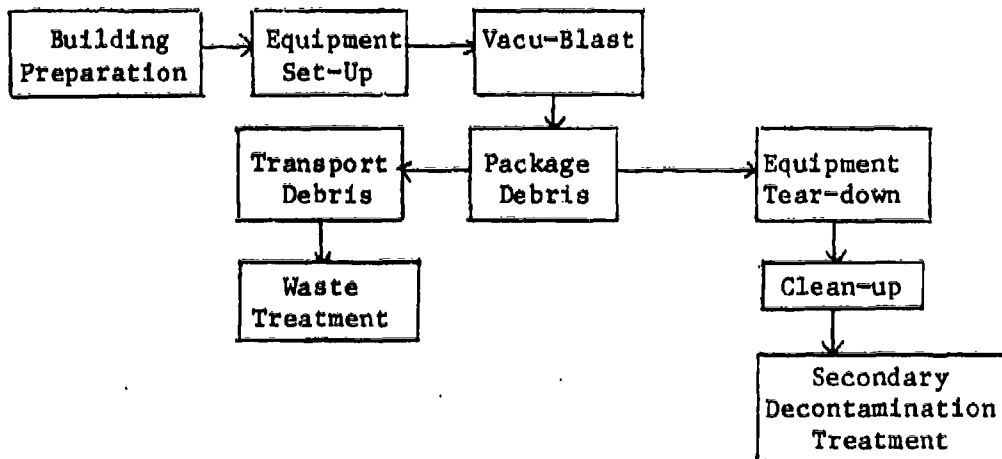 Building
Preparation
Equipment
Set-Up
Vacu-Blast
Transport
Debris
Package
Debris
Equipment
Tear-down
Waste
Treatment
Clean-up
Secondary
Decontamination
Treatment